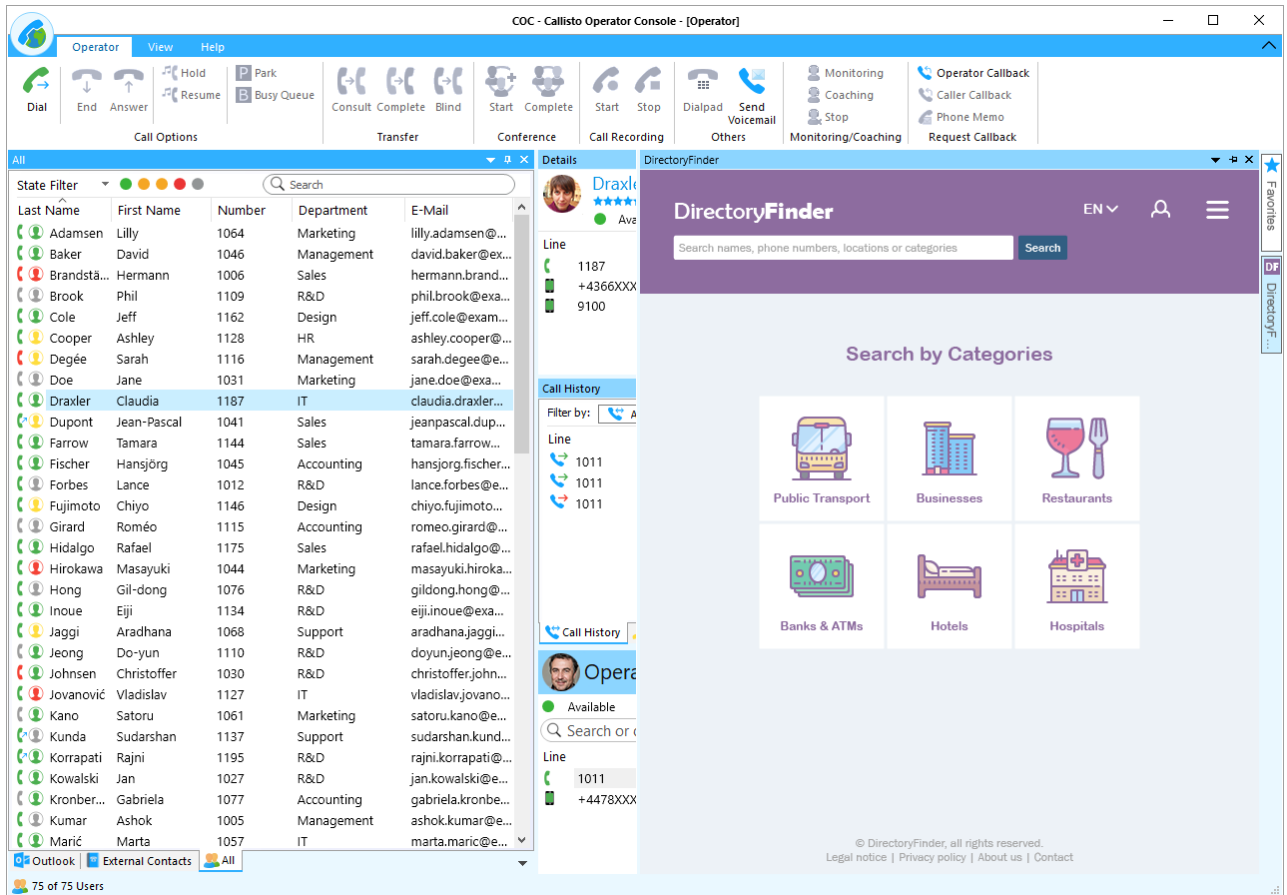 COC - Callisto Operator Console - [Operator]
Operator View Help
Dial
End
Answer
Hold
Resume
P Park
B Busy Queue
Call Options
Consult Complete Blind
Transfer
Start Complete
Conference
Start Stop
Call Recording
Dialpad
Send
Voicemail
Others
Monitoring
Coaching
Stop
Monitoring/Coaching
Operator Callback
Caller Callback
Phone Memo
Request Callback
All
State Filter Search
Last Name First Name Number Department E-Mail
Adamsen Lilly 1064 Marketing lilly.adamsen@...
Baker David 1046 Management david.baker@ex...
Brandstä... Hermann 1006 Sales hermann.brand...
Brook Phil 1109 R&D phil.brook@exa...
Cole Jeff 1162 Design jeff.cole@exam...
Cooper Ashley 1128 HR ashley.cooper@...
Degée Sarah 1116 Management sarah.degee@e...
Doe Jane 1031 Marketing jane.doe@exa...
Draxler Claudia 1187 IT claudia.draxler...
Dupont Jean-Pascal 1041 Sales jeanpascal.dup...
Farrow Tamara 1144 Sales tamara.farrow...
Fischer Hansjörg 1045 Accounting hansjorg.fischer...
Forbes Lance 1012 R&D lance.forbes@e...
Fujimoto Chiyo 1146 Design chiyo.fujimoto...
Girard Roméo 1115 Accounting romeo.girard@...
Hidalgo Rafael 1175 Sales rafael.hidalgo@...
Hirokawa Masayuki 1044 Marketing masayuki.hiroka...
Hong Gil-dong 1076 R&D gildong.hong@...
Inoue Eiji 1134 R&D eiji.inoue@exa...
Jaggi Aradhana 1068 Support aradhana.jaggi...
Jeong Do-yun 1110 R&D doyun.jeong@e...
Johnsen Christoffer 1030 R&D christoffer.john...
Jovanović Vladislav 1127 IT vladislav.jovano...
Kano Satoru 1061 Marketing satoru.kano@e...
Kunda Sudarshan 1137 Support sudarshan.kund...
Korrapati Rajni 1195 R&D rajni.korrapati@...
Kowalski Jan 1027 R&D jan.kowalski@e...
Kronber... Gabriela 1077 Accounting gabriela.kronbe...
Kumar Ashok 1005 Management ashok.kumar@e...
Marić Marta 1057 IT marta.maric@e...
Outlook External Contacts All
75 of 75 Users
Details
Draxle
Ava
Line
1187
+4366XXX
9100
Call History
Filter by: A
Line
1011
1011
1011
Call History
Opera
Available
Search or
Line
1011
+4478XXX
DirectoryFinder
DirectoryFinder EN
Search names, phone numbers, locations or categories Search
Search by Categories
Public Transport Businesses Restaurants
Banks & ATMs Hotels Hospitals
© DirectoryFinder, all rights reserved.
Legal notice | Privacy policy | About us | Contact
Favorites
DF DirectoryF...